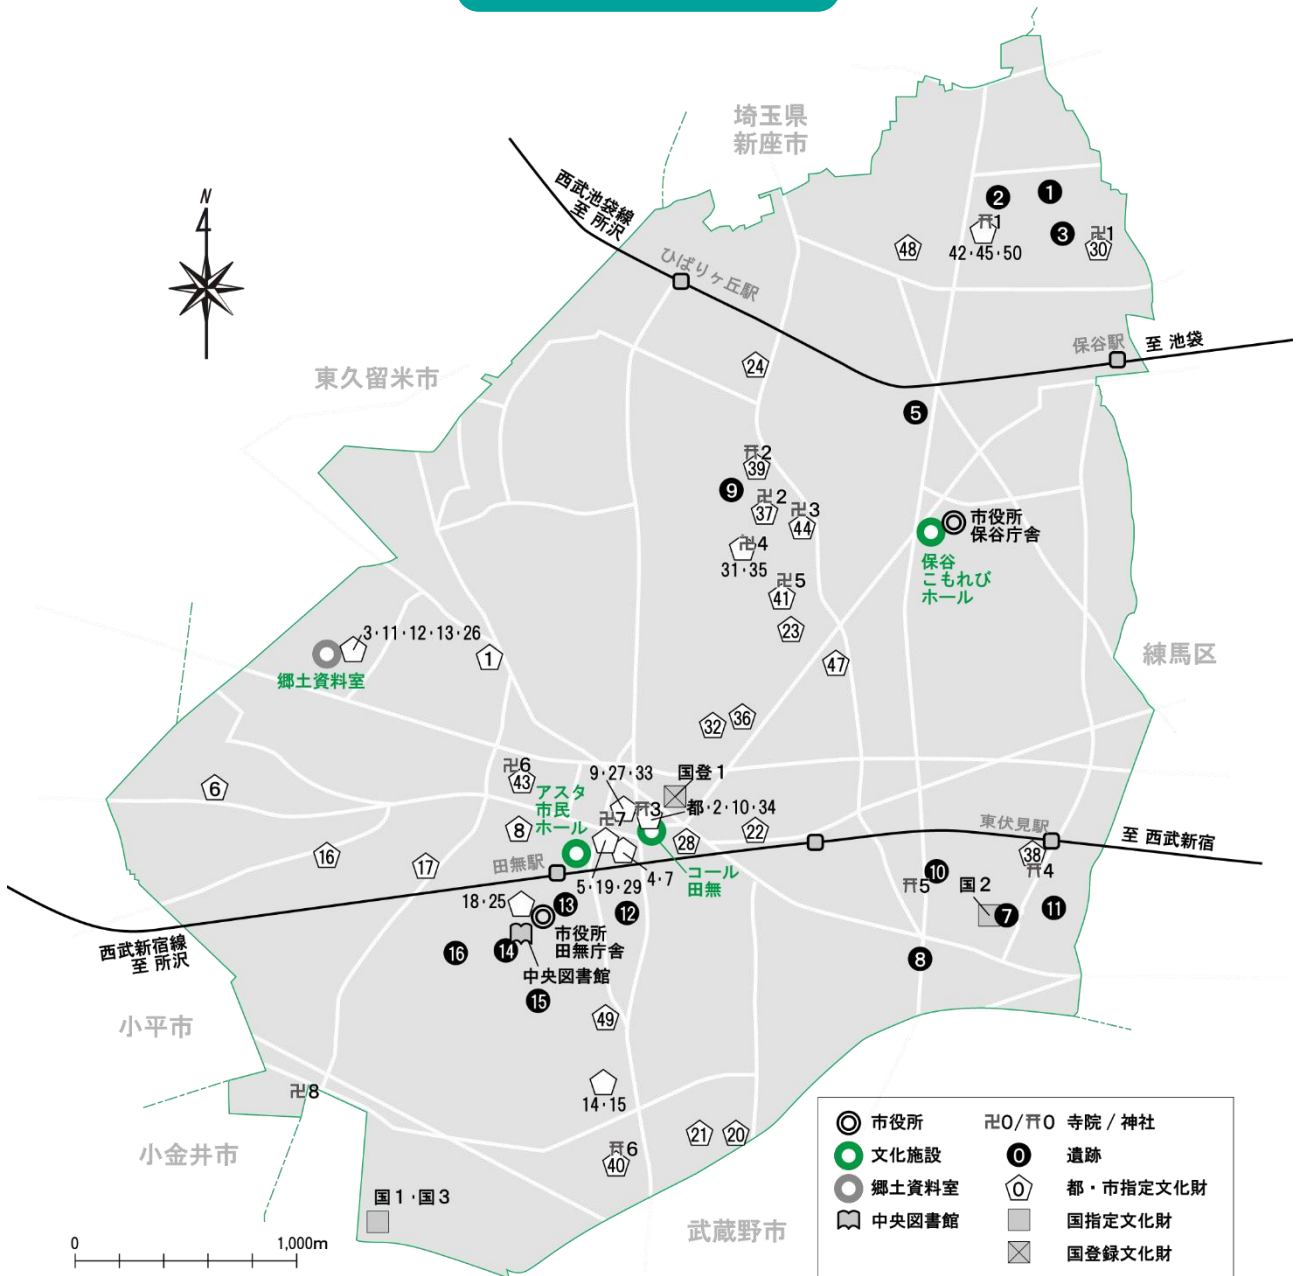 埼玉県
新座市
西武池袋線
至 所沢
N
2
1
开1
3
卍1
30
48
42・45・50
ひばりヶ丘駅
保谷駅
至 池袋
東久留米市
24
5
开2
39
9
卍2
37
卍3
44
市役所
保谷庁舎
卍4
31・35
保谷
こもれび
ホール
卍5
41
23
3・11・12・13・26
1
47
練馬区
郷土資料室
32
36
卍6
43
9・27・33
国登1
6
アスタ
市民
ホール
开3
都・2・10・34
卍7
8
28
22
東伏見駅
至 西武新宿
16
17
田無駅
コール
田無
38
开4
5・19・29
4・7
10
开5
国2
7
11
18・25
13
12
市役所
田無庁舎
西武新宿線
至 所沢
16
14
中央図書館
8
15
小平市
49
卍8
14・15
21
20
小金井市
开6
40
国1・国3
武蔵野市
0
1,000m
市役所
卍0/开0 寺院 / 神社
文化施設
0 遺跡
郷土資料室
0 都・市指定文化財
中央図書館
国指定文化財
国登録文化財